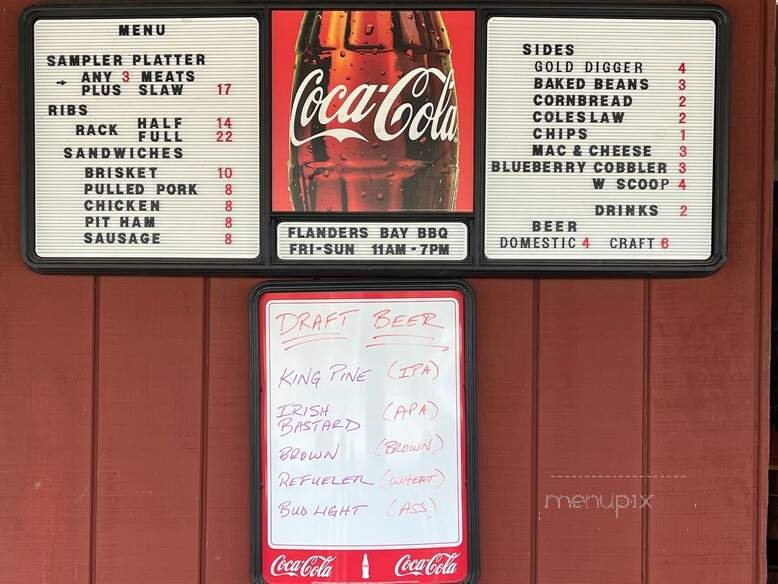 MENU
SAMPLER PLATTER
→ ANY 3 MEATS
PLUS SLAW 17
RIBS
RACK HALF 14
FULL 22
SANDWICHES
BRISKET 10
PULLED PORK 8
CHICKEN 8
PIT HAM 8
SAUSAGE 8
Coca-Cola
FLANDERS BAY BBQ
FRI-SUN 11AM-7PM
SIDES
GOLD DIGGER 4
BAKED BEANS 3
CORNBREAD 2
COLESLAW 2
CHIPS 1
MAC & CHEESE 3
BLUEBERRY COBBLER 3
W SCOOP 4
DRINKS 2
BEER
DOMESTIC 4 CRAFT 6
DRAFT BEER
KING PINE (IPA)
IRISH BASTARD (APA)
BROWN (BROWN)
REFUELER (WHEAT)
BUD LIGHT (ASS)
Coca-Cola Coca-Cola
menupix